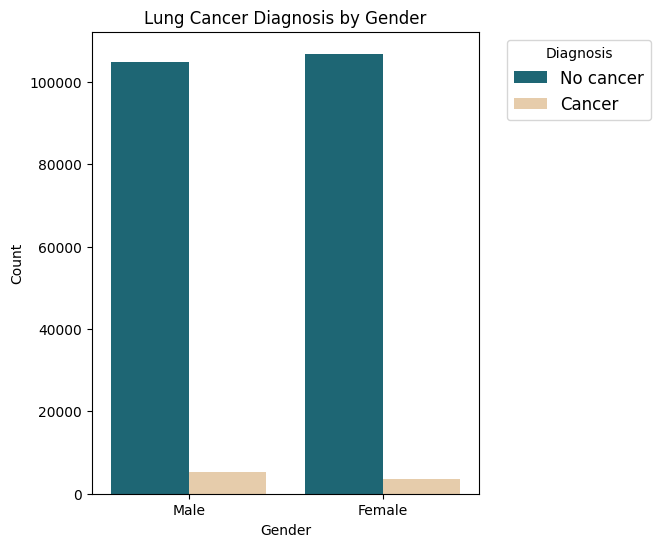 Lung Cancer Diagnosis by Gender
Diagnosis
No cancer
Cancer
100000
80000
60000
40000
20000
0
Count
Male
Female
Gender